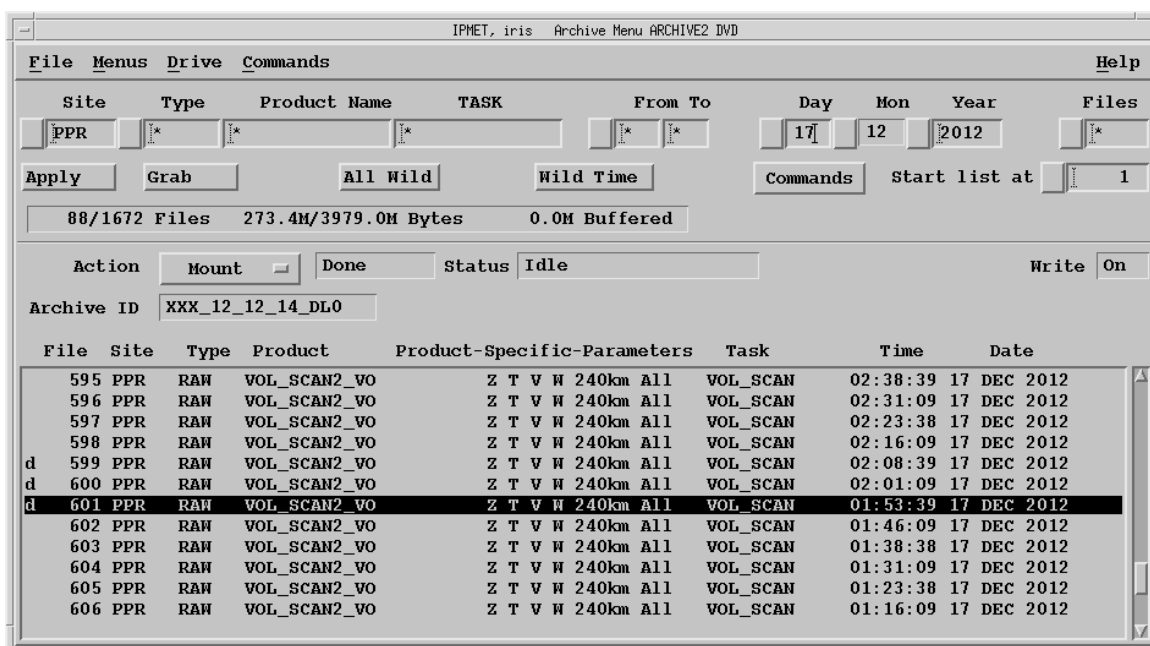 IPMET, iris Archive Menu ARCHIVE2 DVD
File Menus Drive Commands Help
Site Type Product Name TASK From To Day Mon Year Files
PPR * * * * * 17 12 2012 *
Apply Grab All Wild Wild Time Commands Start list at 1
88/1672 Files 273.4M/3979.0M Bytes 0.0M Buffered
Action Mount Done Status Idle Write On
Archive ID XXX_12_12_14_DL0
File Site Type Product Product-Specific-Parameters Task Time Date
595 PPR RAW VOL_SCAN2_VO Z T V W 240km All VOL_SCAN 02:38:39 17 DEC 2012
596 PPR RAW VOL_SCAN2_VO Z T V W 240km All VOL_SCAN 02:31:09 17 DEC 2012
597 PPR RAW VOL_SCAN2_VO Z T V W 240km All VOL_SCAN 02:23:38 17 DEC 2012
598 PPR RAW VOL_SCAN2_VO Z T V W 240km All VOL_SCAN 02:16:09 17 DEC 2012
d 599 PPR RAW VOL_SCAN2_VO Z T V W 240km All VOL_SCAN 02:08:39 17 DEC 2012
d 600 PPR RAW VOL_SCAN2_VO Z T V W 240km All VOL_SCAN 02:01:09 17 DEC 2012
d 601 PPR RAW VOL_SCAN2_VO Z T V W 240km All VOL_SCAN 01:53:39 17 DEC 2012
602 PPR RAW VOL_SCAN2_VO Z T V W 240km All VOL_SCAN 01:46:09 17 DEC 2012
603 PPR RAW VOL_SCAN2_VO Z T V W 240km All VOL_SCAN 01:38:38 17 DEC 2012
604 PPR RAW VOL_SCAN2_VO Z T V W 240km All VOL_SCAN 01:31:09 17 DEC 2012
605 PPR RAW VOL_SCAN2_VO Z T V W 240km All VOL_SCAN 01:23:38 17 DEC 2012
606 PPR RAW VOL_SCAN2_VO Z T V W 240km All VOL_SCAN 01:16:09 17 DEC 2012